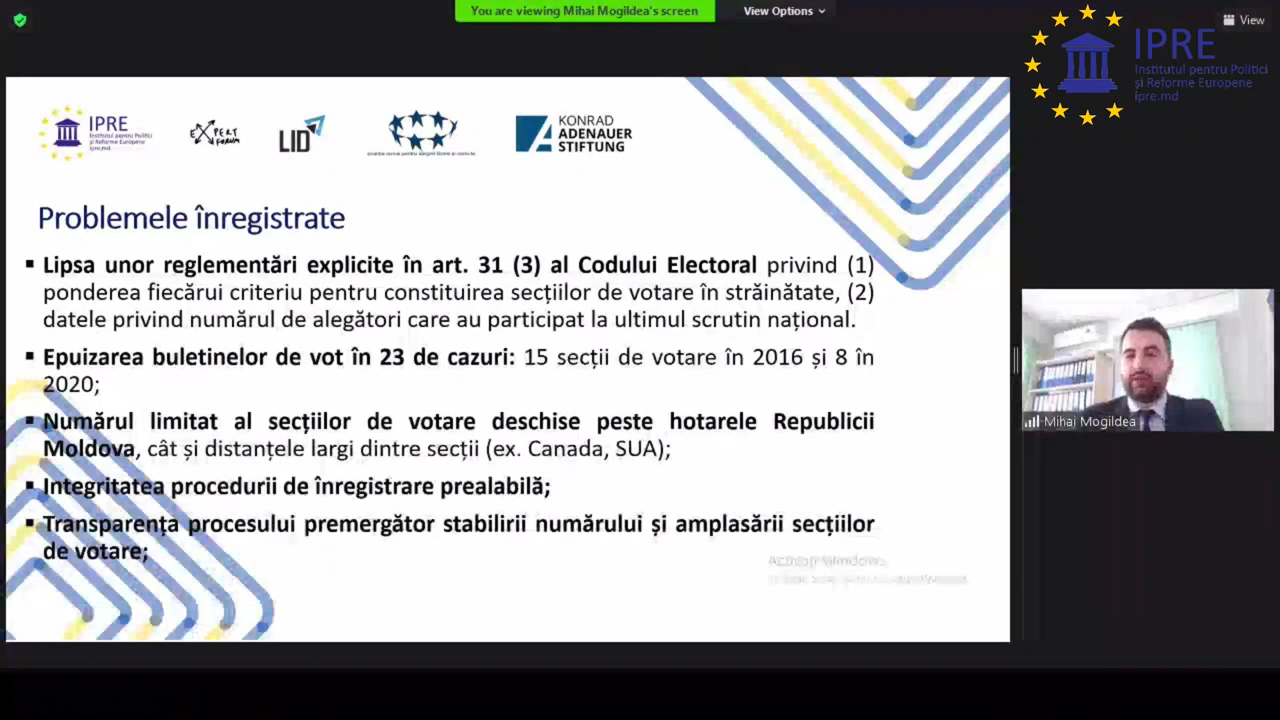 You are viewing Mihai Mogildea's screen
View Options
View
IPRE
Institutul pentru Politici
și Reforme Europene
ipre.md
IPRE
Institutul pentru Politici
și Reforme Europene
ipre.md
EXPERT
FORUM
LID
KONRAD
ADENAUER
STIFTUNG
Problemele înregistrate
▪ Lipsa unor reglementări explicite în art. 31 (3) al Codului Electoral privind (1)
ponderea fiecărui criteriu pentru constituirea secțiilor de votare în străinătate, (2)
datele privind numărul de alegători care au participat la ultimul scrutin național.
▪ Epuizarea buletinelor de vot în 23 de cazuri: 15 secții de votare în 2016 și 8 în
2020;
▪ Numărul limitat al secțiilor de votare deschise peste hotarele Republicii
Moldova, cât și distanțele largi dintre secții (ex. Canada, SUA);
▪ Integritatea procedurii de înregistrare prealabilă;
▪ Transparența procesului premergător stabilirii numărului și amplasării secțiilor
de votare;
Mihai Mogildea